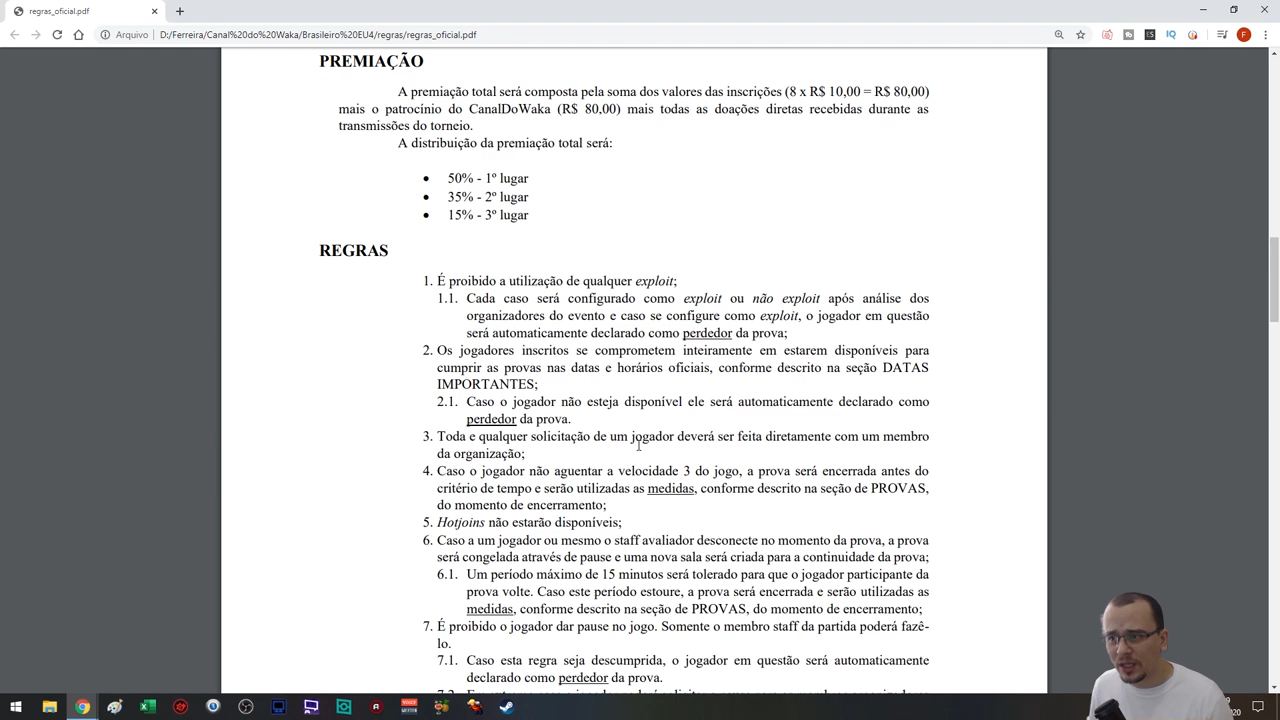 regras_oficial.pdf
Arquivo | D:/Ferreira/Canal%20do%20Waka/Brasileiro%20EU4/regras/regras_oficial.pdf
PREMIAÇÃO
A premiação total será composta pela soma dos valores das inscrições (8 x R$ 10,00 = R$ 80,00)
mais o patrocínio do CanalDoWaka (R$ 80,00) mais todas as doações diretas recebidas durante as
transmissões do torneio.
A distribuição da premiação total será:
• 50% - 1º lugar
• 35% - 2º lugar
• 15% - 3º lugar
REGRAS
1. É proibido a utilização de qualquer exploit;
1.1. Cada caso será configurado como exploit ou não exploit após análise dos
organizadores do evento e caso se configure como exploit, o jogador em questão
será automaticamente declarado como perdedor da prova;
2. Os jogadores inscritos se comprometem inteiramente em estarem disponíveis para
cumprir as provas nas datas e horários oficiais, conforme descrito na seção DATAS
IMPORTANTES;
2.1. Caso o jogador não esteja disponível ele será automaticamente declarado como
perdedor da prova.
3. Toda e qualquer solicitação de um jogador deverá ser feita diretamente com um membro
da organização;
4. Caso o jogador não aguentar a velocidade 3 do jogo, a prova será encerrada antes do
critério de tempo e serão utilizadas as medidas, conforme descrito na seção de PROVAS,
do momento de encerramento;
5. Hotjoins não estarão disponíveis;
6. Caso a um jogador ou mesmo o staff avaliador desconecte no momento da prova, a prova
será congelada através de pause e uma nova sala será criada para a continuidade da prova;
6.1. Um período máximo de 15 minutos será tolerado para que o jogador participante da
prova volte. Caso este período estoure, a prova será encerrada e serão utilizadas as
medidas, conforme descrito na seção de PROVAS, do momento de encerramento;
7. É proibido o jogador dar pause no jogo. Somente o membro staff da partida poderá fazê-
lo.
7.1. Caso esta regra seja descumprida, o jogador em questão será automaticamente
declarado como perdedor da prova.